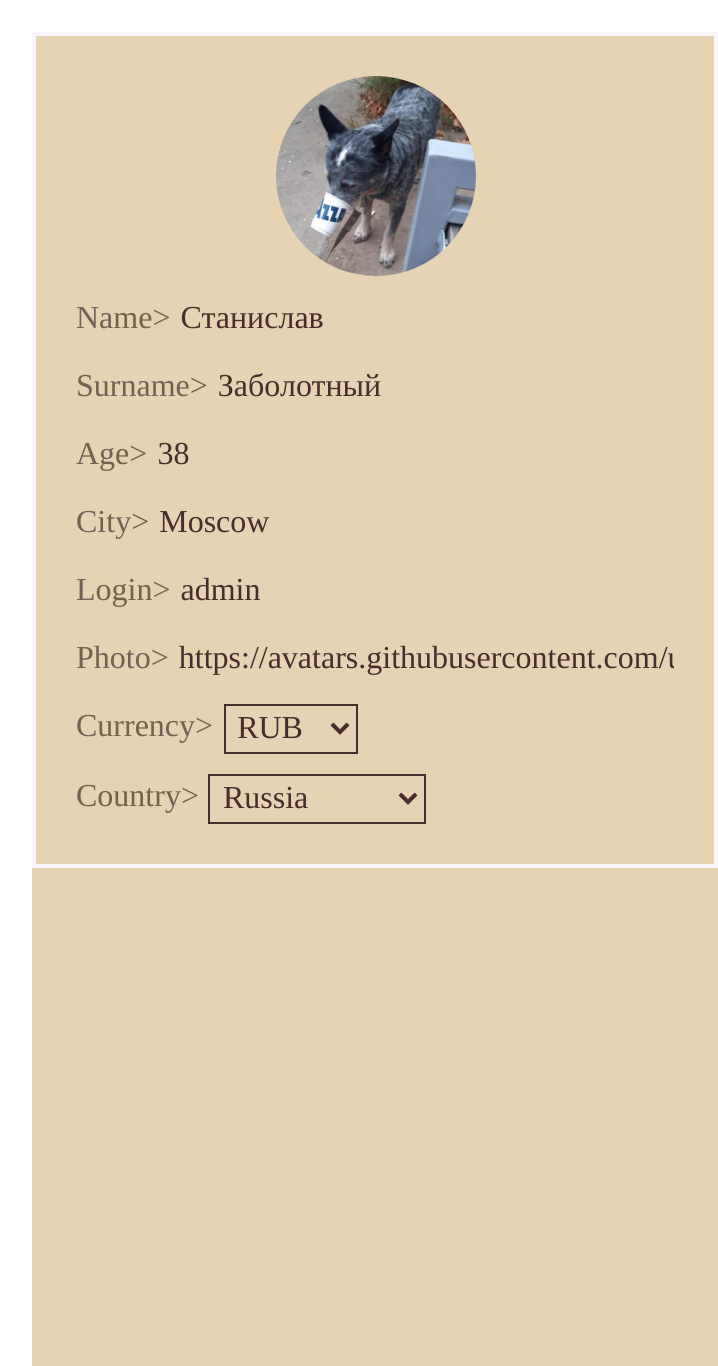 Name> Станислав
Surname> Заболотный
Age> 38
City> Moscow
Login> admin
Photo> https://avatars.githubusercontent.com/
Currency> RUB
Country> Russia